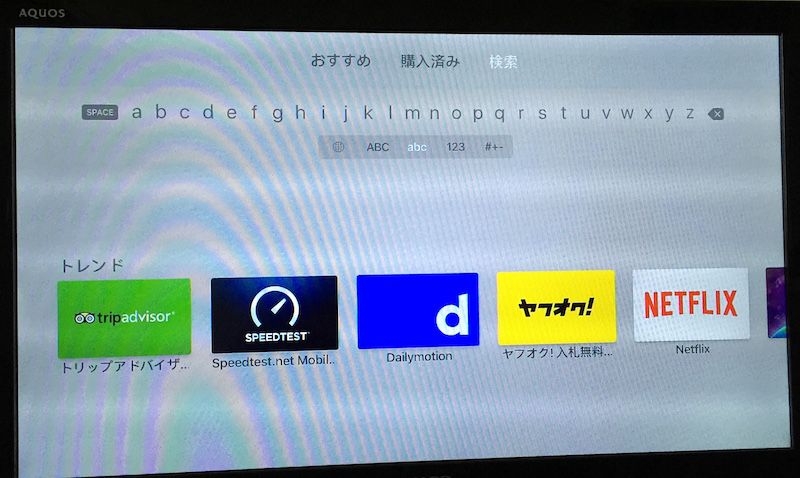 AQUOS
おすすめ 購入済み 検索
SPACE a b c d e f g h i j k l m n o p q r s t u v w x y z
ABC abc 123 #+-
トレンド
tripadvisor
SPEEDTEST
d
ヤフオク!
NETFLIX
トリップアドバイザ...
Speedtest.net Mobil..
Dailymotion
ヤフオク! 入札無料...
Netflix